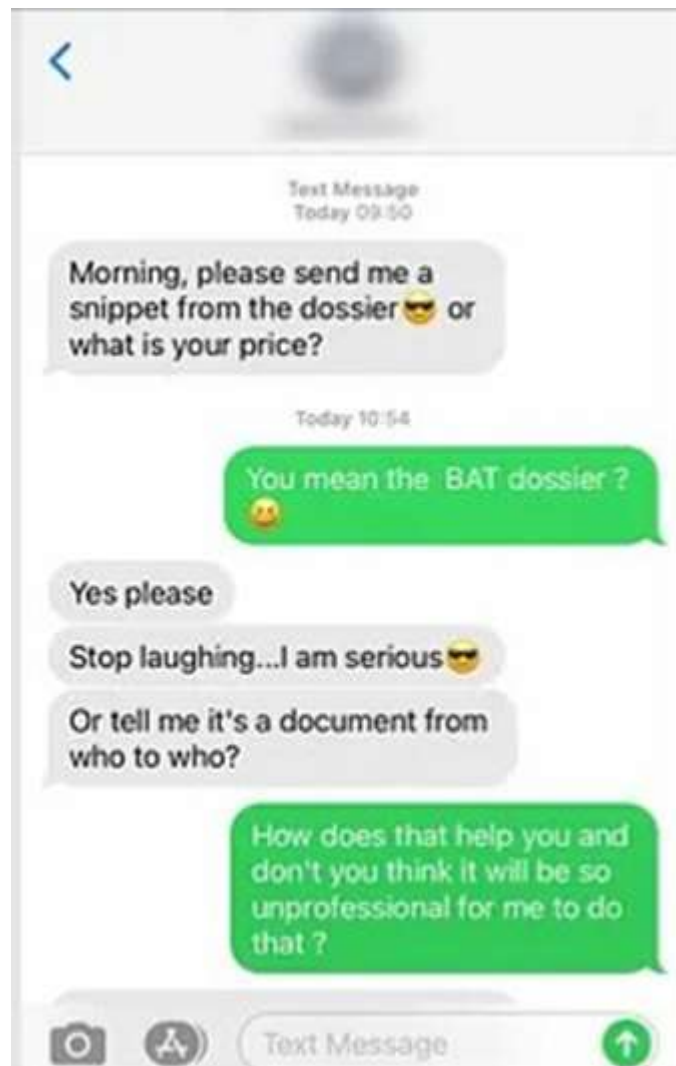 Text Message
Today 09:50
Morning, please send me a
snippet from the dossier😎 or
what is your price?
Today 10:54
You mean the BAT dossier ?
😀
Yes please
Stop laughing...I am serious😎
Or tell me it's a document from
who to who?
How does that help you and
don't you think it will be so
unprofessional for me to do
that ?
Text Message